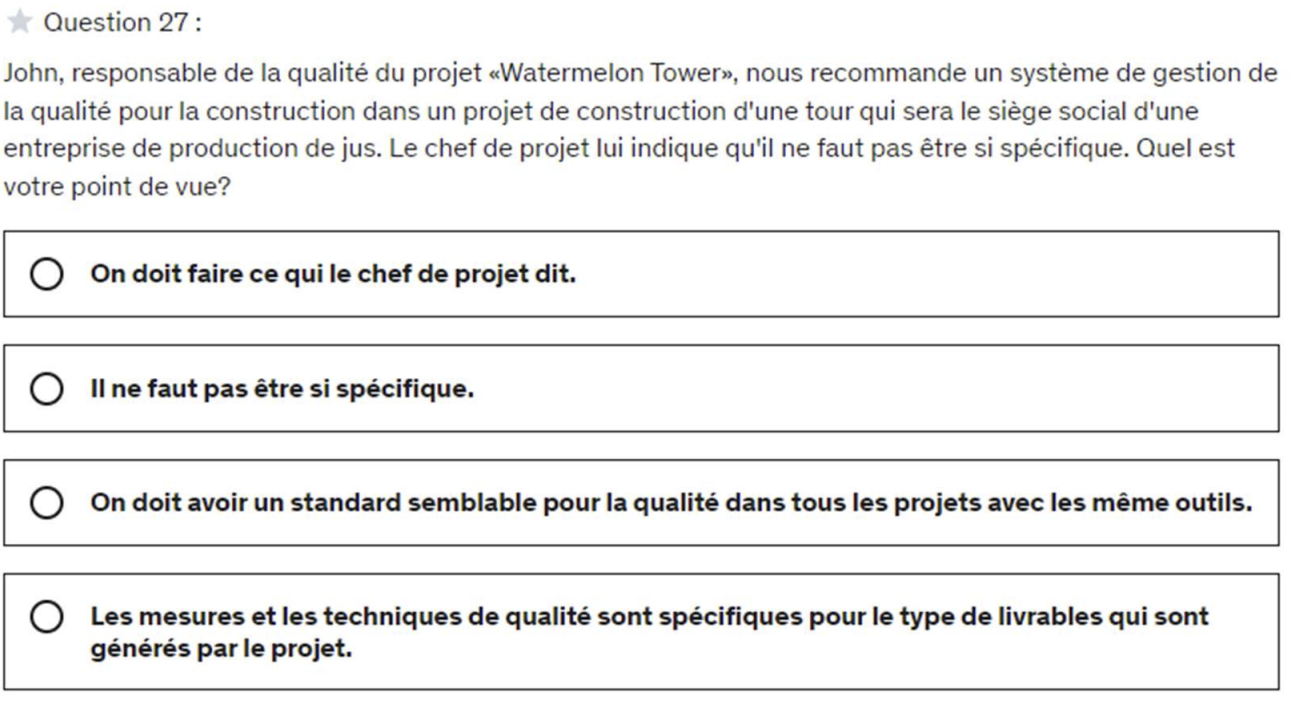 Question 27 :
John, responsable de la qualité du projet «Watermelon Tower», nous recommande un système de gestion de
la qualité pour la construction dans un projet de construction d'une tour qui sera le siège social d'une
entreprise de production de jus. Le chef de projet lui indique qu'il ne faut pas être si spécifique. Quel est
votre point de vue?
On doit faire ce qui le chef de projet dit.
Il ne faut pas être si spécifique.
On doit avoir un standard semblable pour la qualité dans tous les projets avec les même outils.
Les mesures et les techniques de qualité sont spécifiques pour le type de livrables qui sont
générés par le projet.